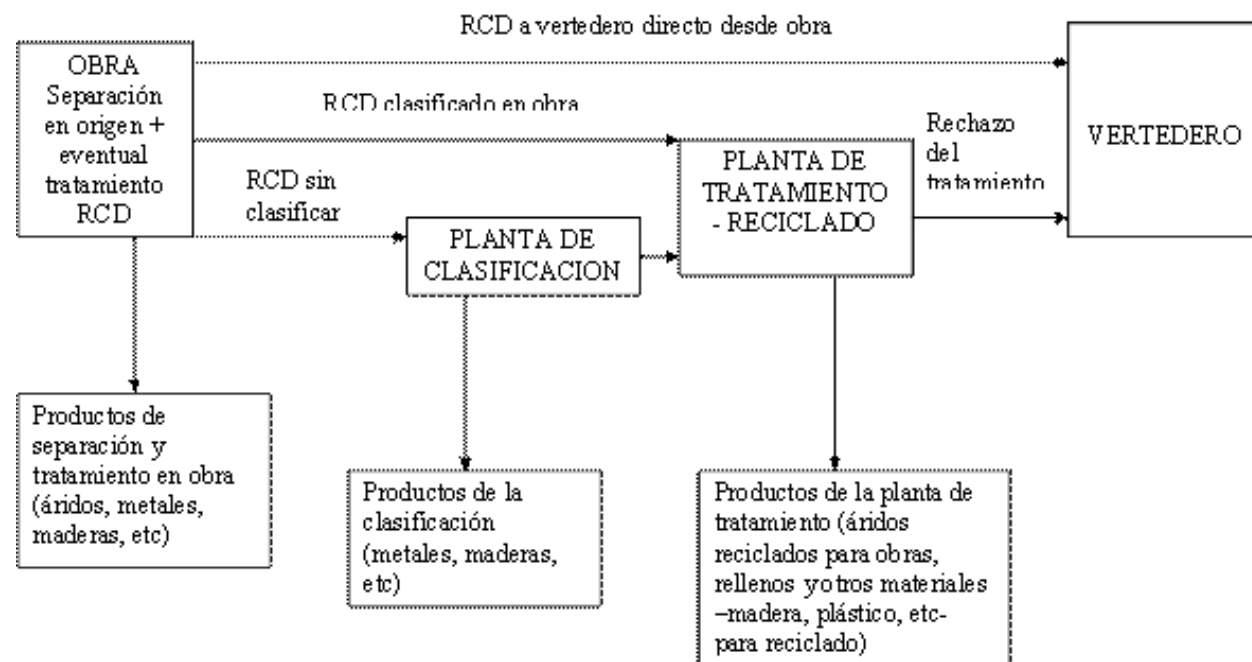 RCD a vertedero directo desde obra
OBRA
Separación
en origen +
eventual
tratamiento
RCD
RCD clasificado en obra
RCD sin
clasificar
PLANTA DE
CLASIFICACION
PLANTA DE
TRATAMIENTO
- RECICLADO
Rechazo
del
tratamiento
VERTEDERO
Productos de
separación y
tratamiento en obra
(áridos, metales,
maderas, etc)
Productos de la
clasificación
(metales, maderas,
etc)
Productos de la planta de
tratamiento (áridos
reciclados para obras,
rellenos y otros materiales
–madera, plástico, etc-
para reciclado)